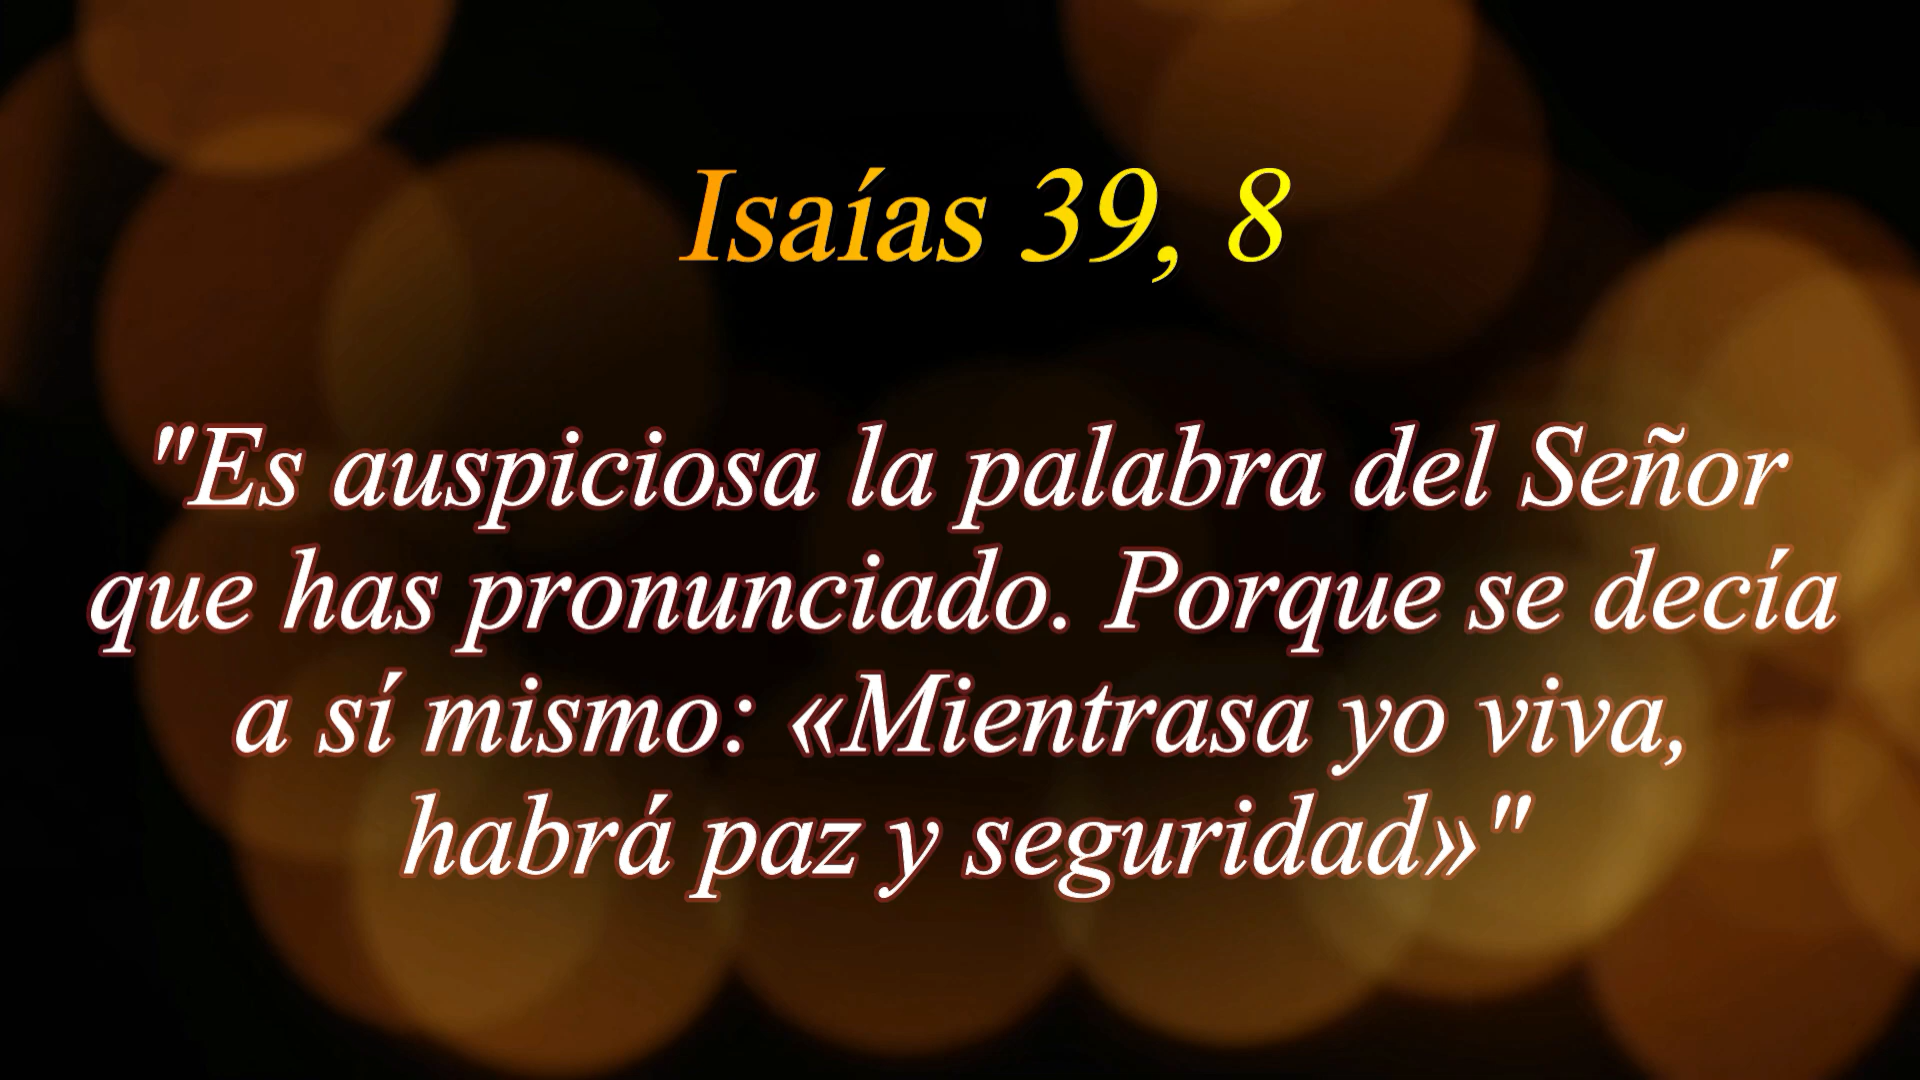 Isaías 39, 8
"Es auspiciosa la palabra del Señor
que has pronunciado. Porque se decía
a sí mismo: «Mientrasa yo viva,
habrá paz y seguridad»"